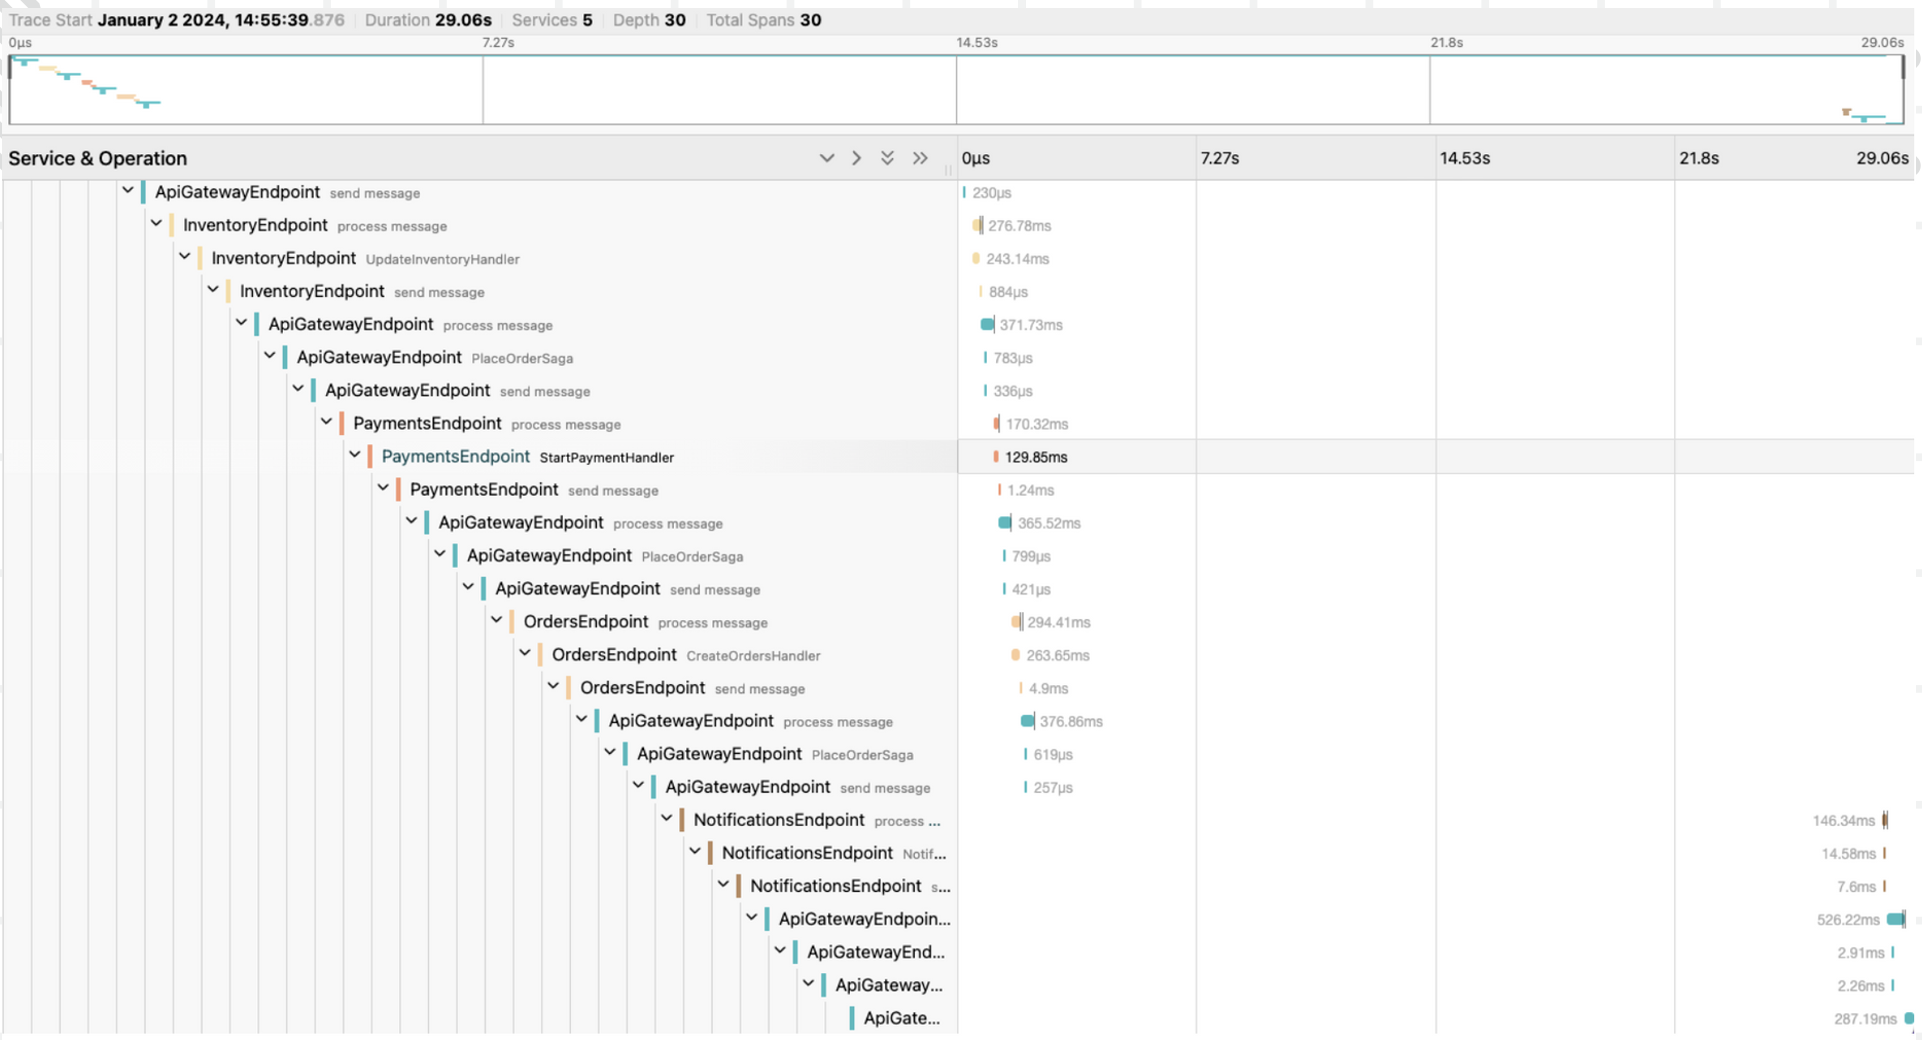 Trace Start January 2 2024, 14:55:39.876 Duration 29.06s Services 5 Depth 30 Total Spans 30
0μs 7.27s 14.53s 21.8s 29.06s
Service & Operation 0μs 7.27s 14.53s 21.8s 29.06s
ApiGatewayEndpoint send message 230μs
InventoryEndpoint process message 276.78ms
InventoryEndpoint UpdateInventoryHandler 243.14ms
InventoryEndpoint send message 884μs
ApiGatewayEndpoint process message 371.73ms
ApiGatewayEndpoint PlaceOrderSaga 783μs
ApiGatewayEndpoint send message 336μs
PaymentsEndpoint process message 170.32ms
PaymentsEndpoint StartPaymentHandler 129.85ms
PaymentsEndpoint send message 1.24ms
ApiGatewayEndpoint process message 365.52ms
ApiGatewayEndpoint PlaceOrderSaga 799μs
ApiGatewayEndpoint send message 421μs
OrdersEndpoint process message 294.41ms
OrdersEndpoint CreateOrdersHandler 263.65ms
OrdersEndpoint send message 4.9ms
ApiGatewayEndpoint process message 376.86ms
ApiGatewayEndpoint PlaceOrderSaga 619μs
ApiGatewayEndpoint send message 257μs
NotificationsEndpoint process ... 146.34ms
NotificationsEndpoint Notif... 14.58ms
NotificationsEndpoint s... 7.6ms
ApiGatewayEndpoin... 526.22ms
ApiGatewayEnd... 2.91ms
ApiGateway... 2.26ms
ApiGate... 287.19ms